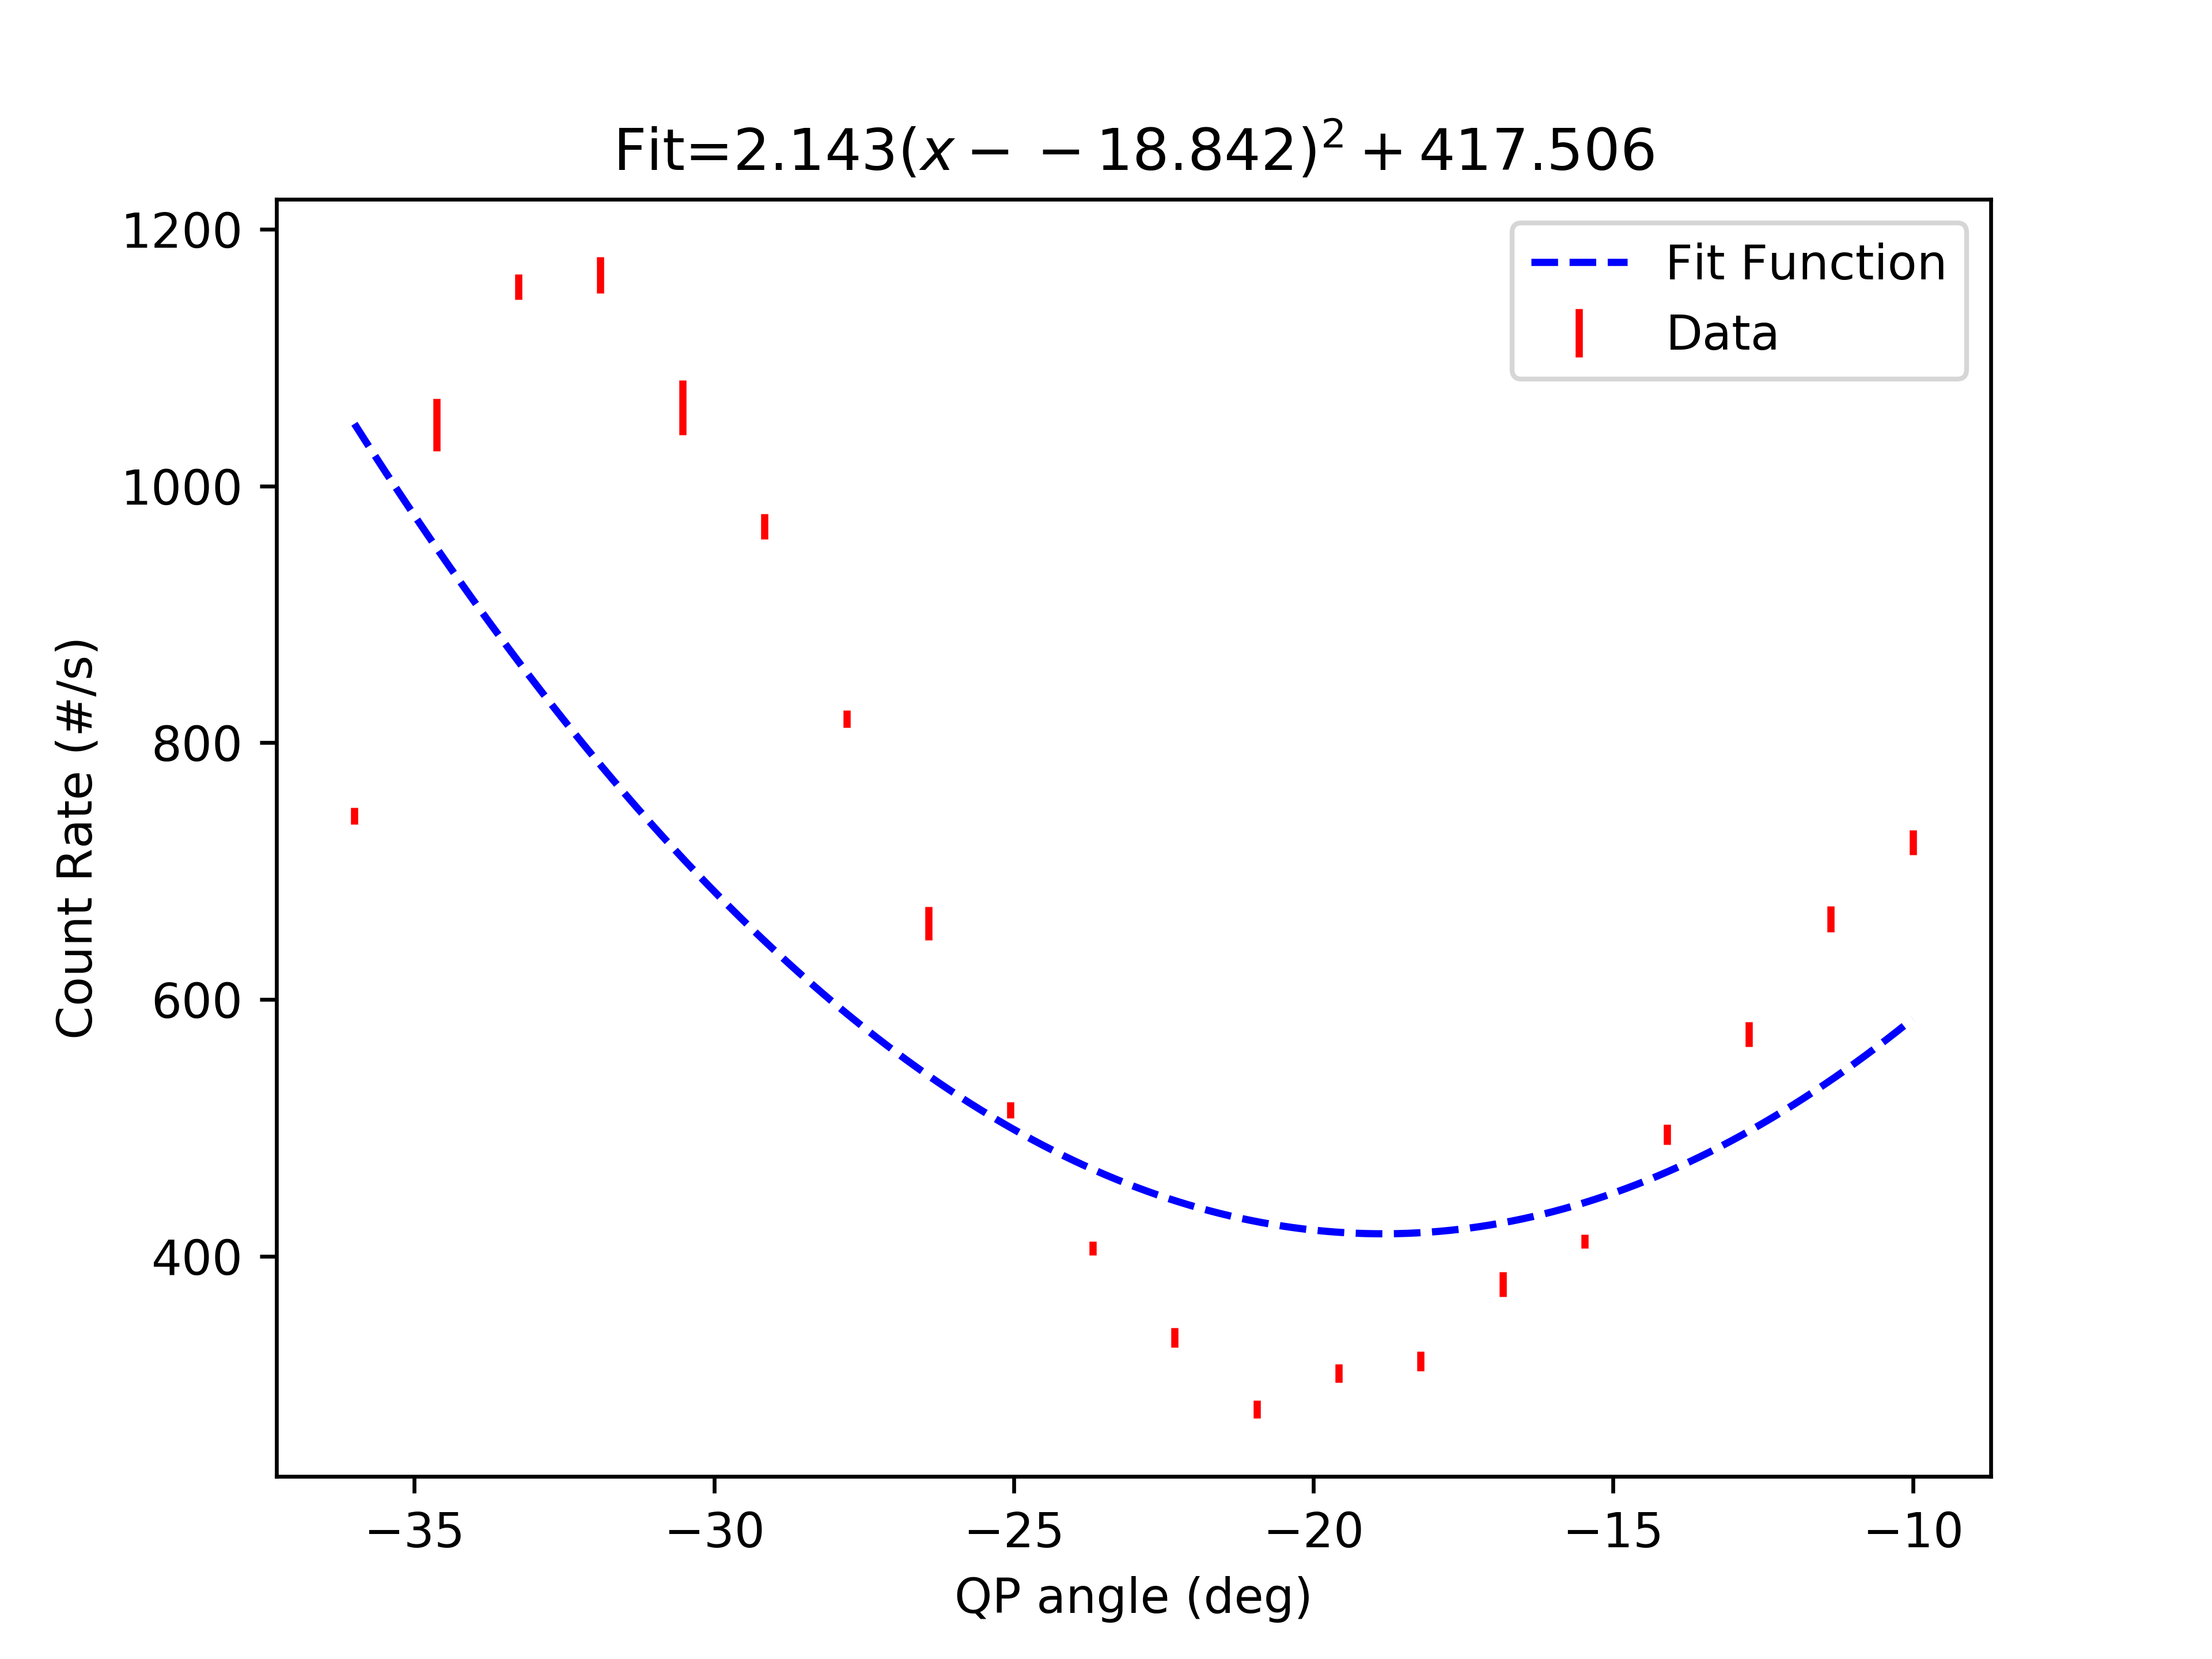 Fit=2.143(x − − 18.842)² + 417.506
1200
1000
800
600
400
Count Rate (#/s)
Fit Function
Data
−35
−30
−25
−20
−15
−10
QP angle (deg)